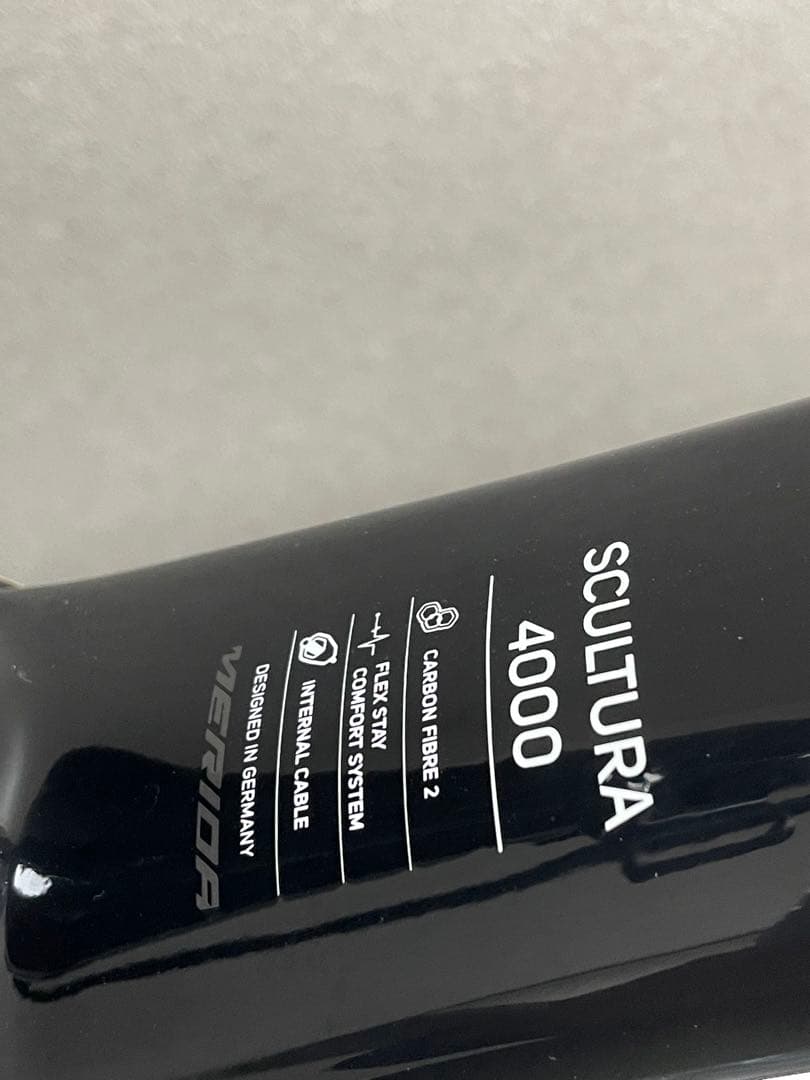 SCULTURA
4000
CARBON FIBRE 2
FLEX STAY
COMFORT SYSTEM
INTERNAL CABLE
DESIGNED IN GERMANY
MERIDA